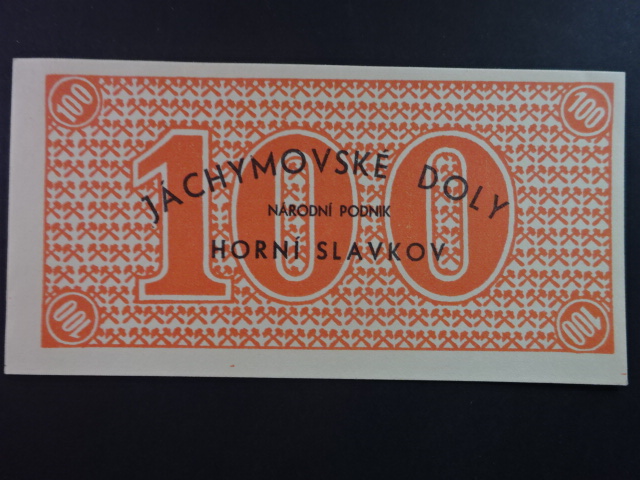 100 100
100
JÁCHYMOVSKÉ DOLY
NÁRODNÍ PODNIK
HORNÍ SLAVKOV
100 100